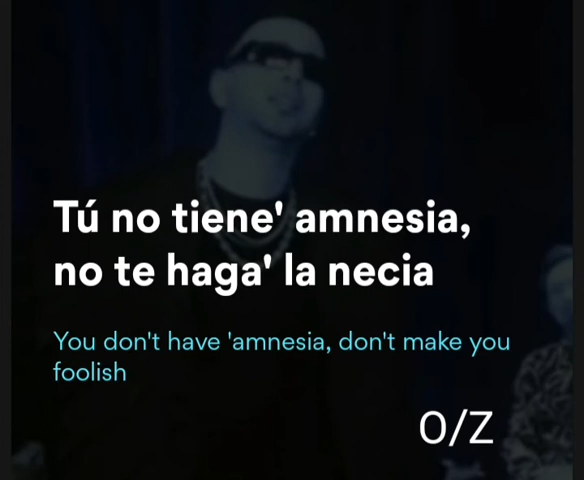 Tú no tiene' amnesia,
no te haga' la necia
You don't have 'amnesia, don't make you
foolish
O/Z